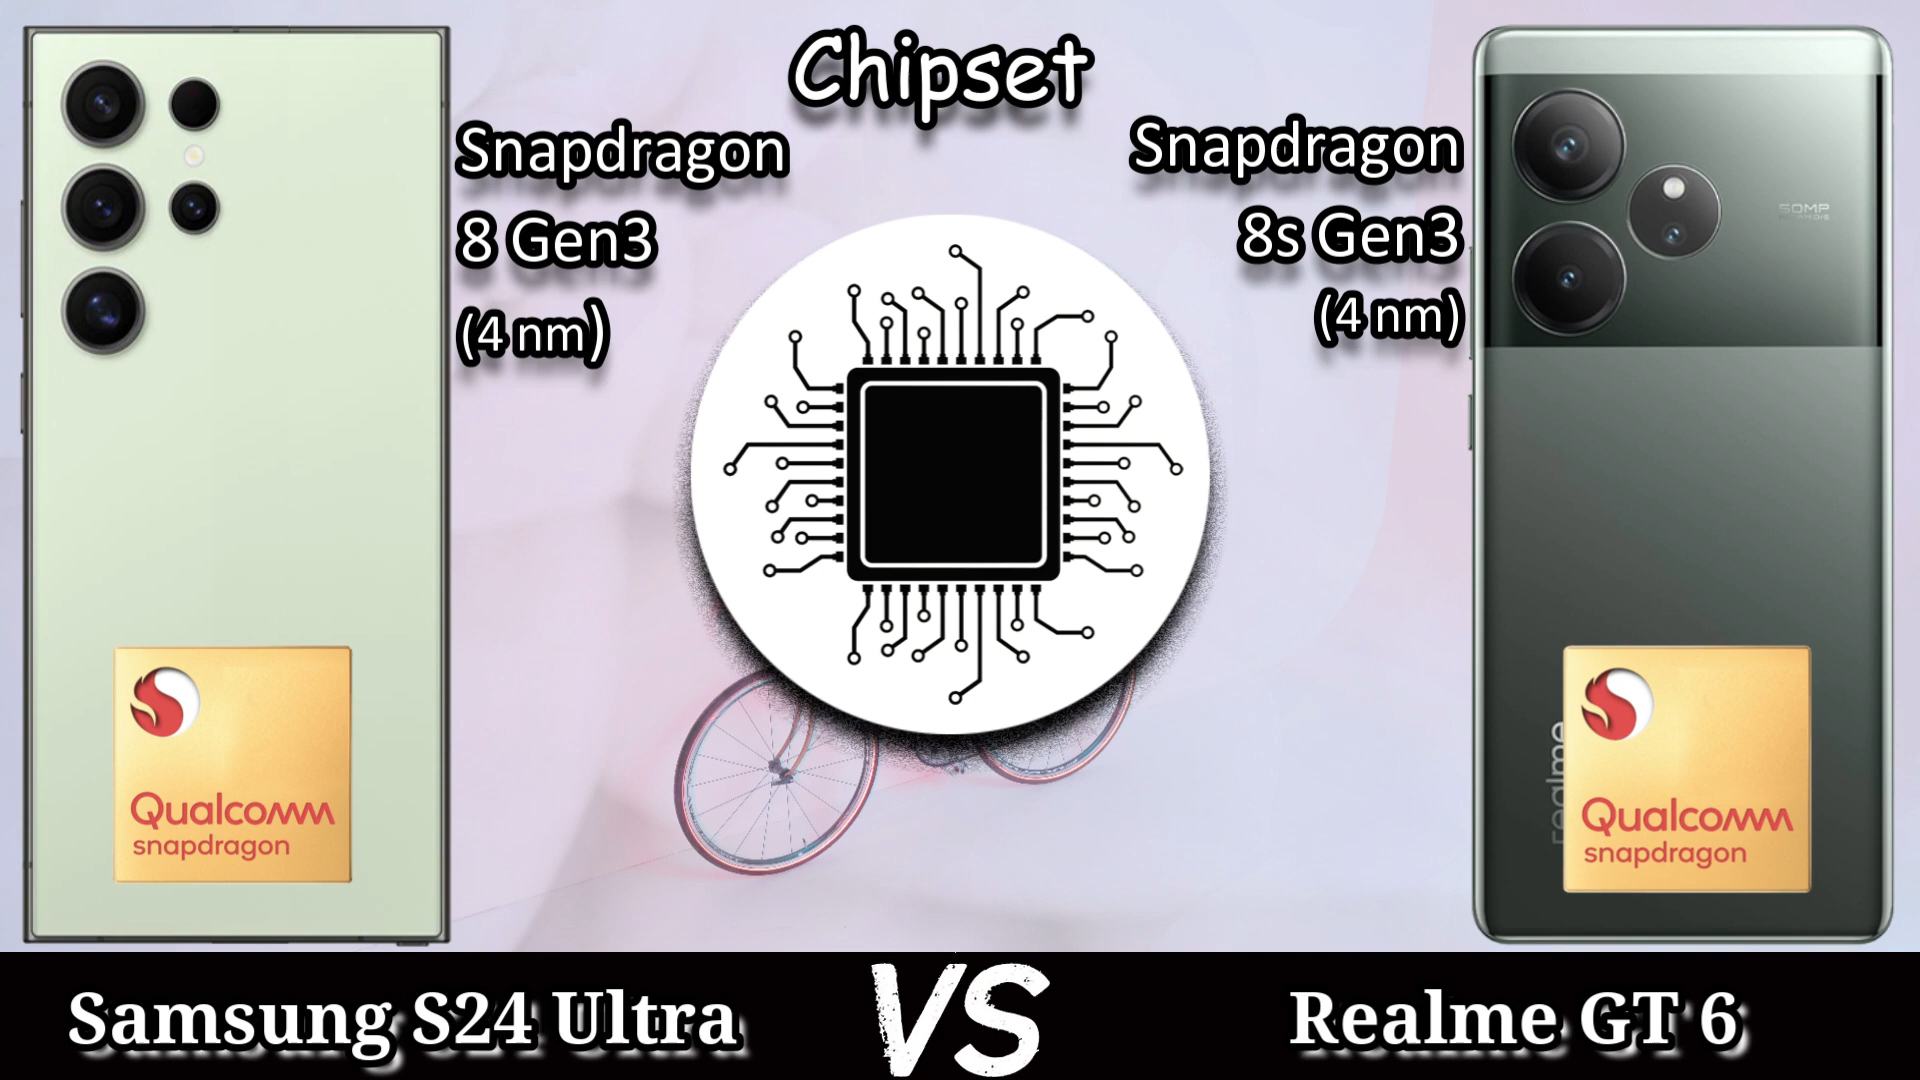 Chipset
Snapdragon
8 Gen3
(4 nm)
Snapdragon
8s Gen3
(4 nm)
50MP
Qualcomm
snapdragon
realme
Qualcomm
snapdragon
Samsung S24 Ultra
VS
Realme GT 6